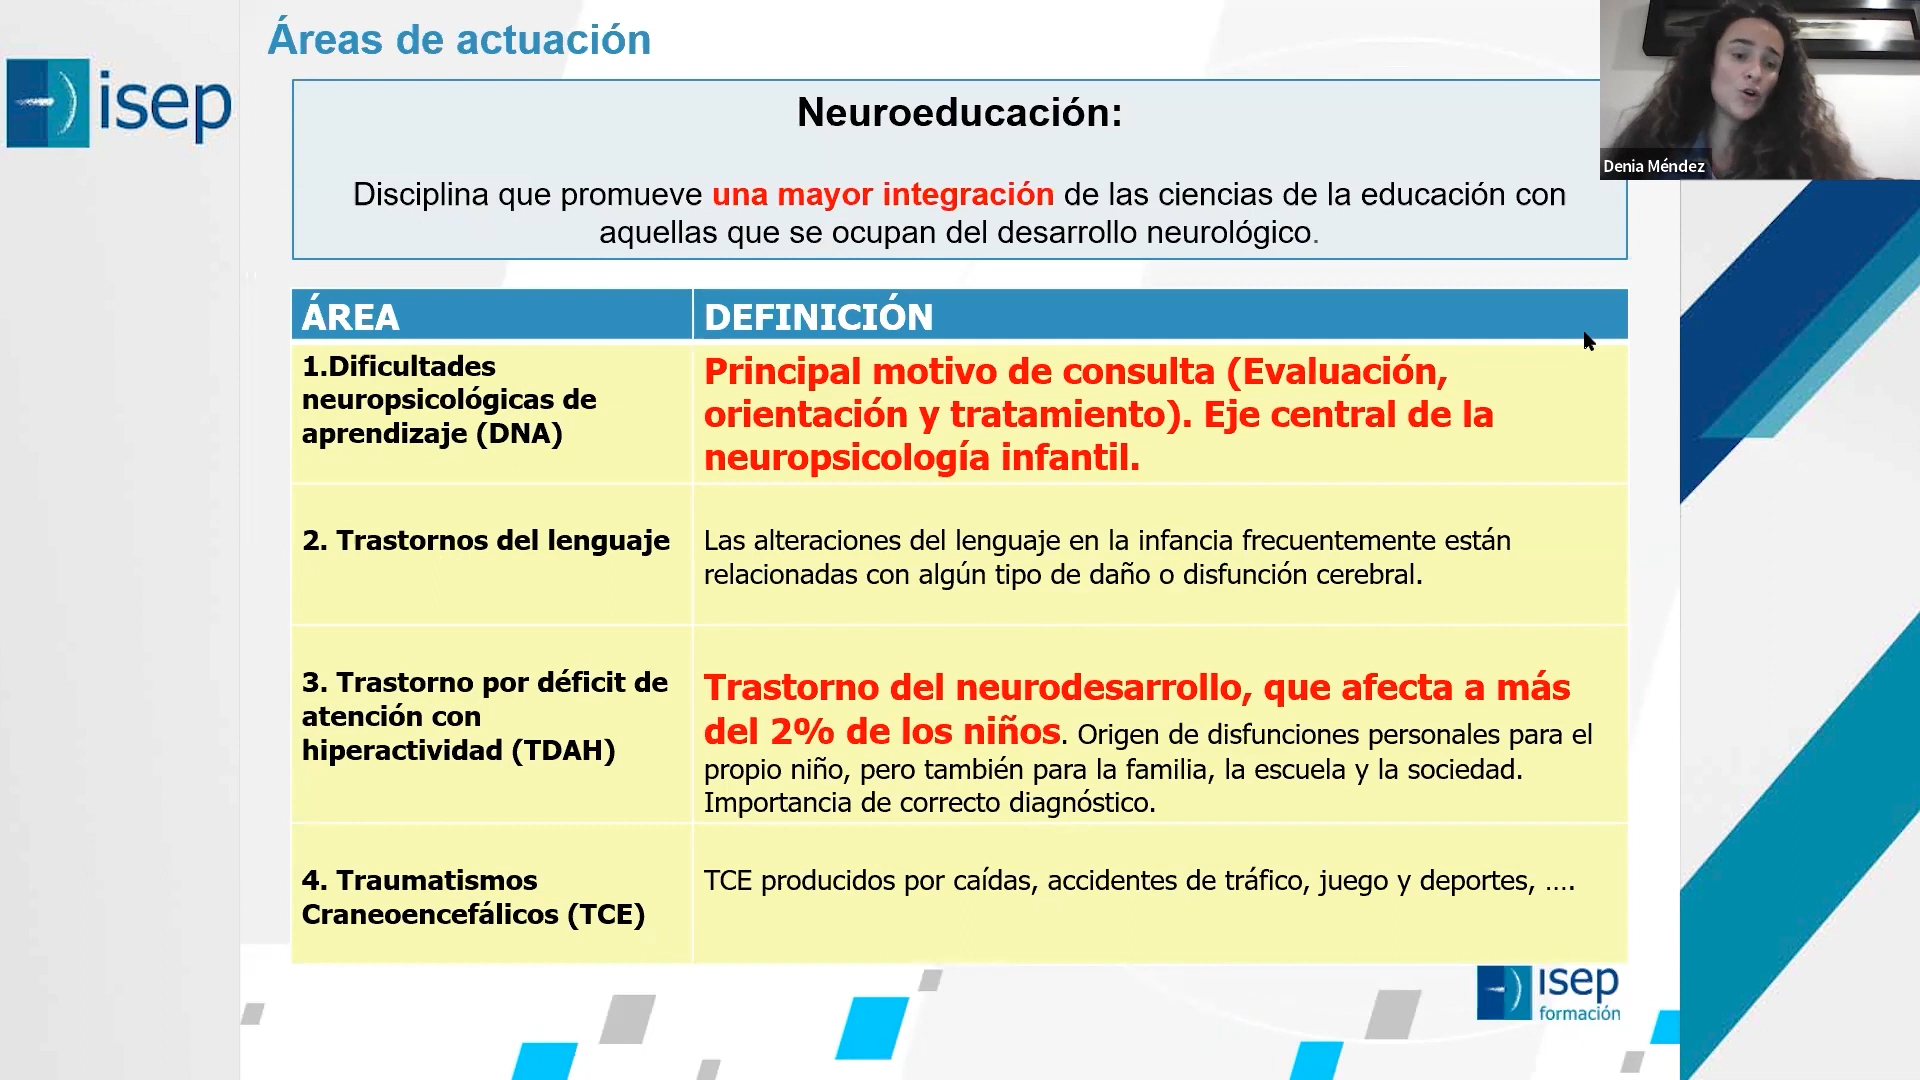 Áreas de actuación
isep
Neuroeducación:
Disciplina que promueve una mayor integración de las ciencias de la educación con
aquellas que se ocupan del desarrollo neurológico.
Denia Méndez
ÁREA
DEFINICIÓN
1.Dificultades
neuropsicológicas de
aprendizaje (DNA)
Principal motivo de consulta (Evaluación,
orientación y tratamiento). Eje central de la
neuropsicología infantil.
2. Trastornos del lenguaje
Las alteraciones del lenguaje en la infancia frecuentemente están
relacionadas con algún tipo de daño o disfunción cerebral.
3. Trastorno por déficit de
atención con
hiperactividad (TDAH)
Trastorno del neurodesarrollo, que afecta a más
del 2% de los niños. Origen de disfunciones personales para el
propio niño, pero también para la familia, la escuela y la sociedad.
Importancia de correcto diagnóstico.
4. Traumatismos
Craneoencefálicos (TCE)
TCE producidos por caídas, accidentes de tráfico, juego y deportes, ....
isep
formación